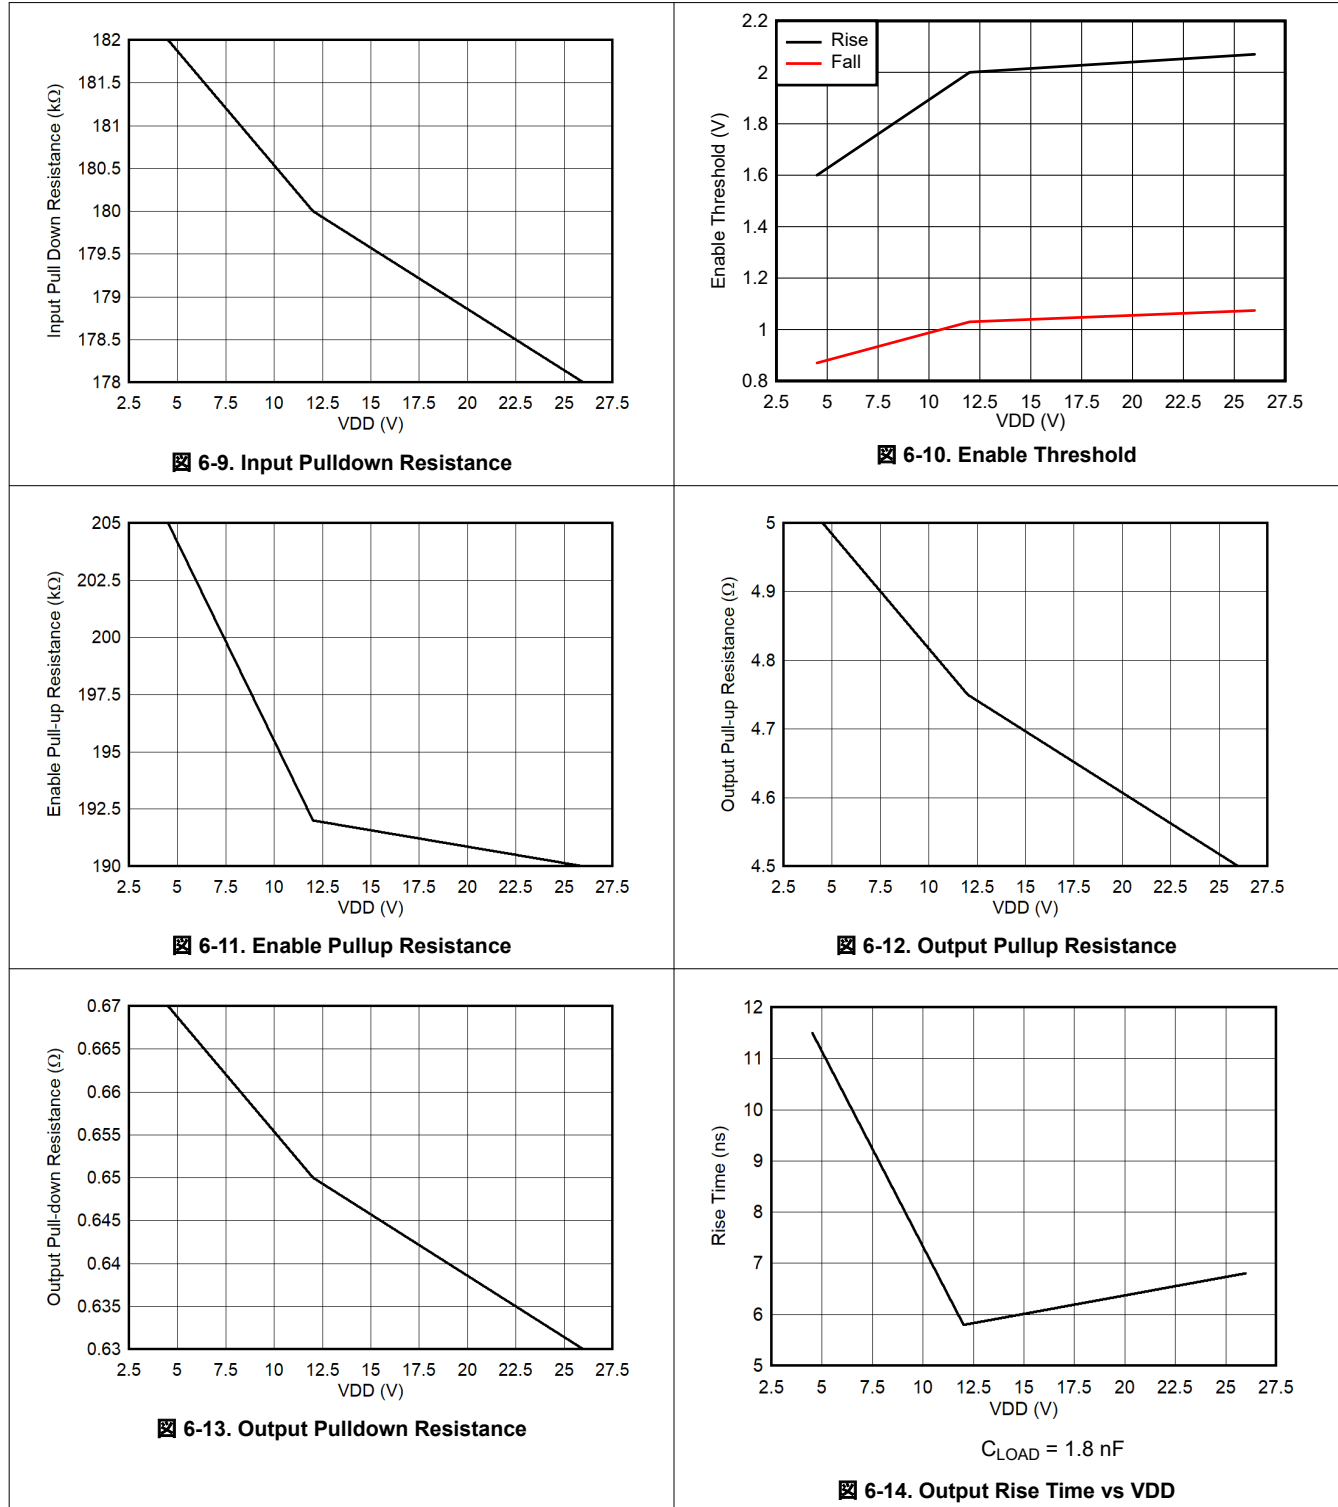 182
181.5
181
180.5
180
179.5
179
178.5
178
2.5 5 7.5 10 12.5 15 17.5 20 22.5 25 27.5
VDD (V)
Input Pull Down Resistance (kΩ)
図 6-9. Input Pulldown Resistance
2.2
2
1.8
1.6
1.4
1.2
1
0.8
2.5 5 7.5 10 12.5 15 17.5 20 22.5 25 27.5
VDD (V)
Enable Threshold (V)
Rise
Fall
図 6-10. Enable Threshold
205
202.5
200
197.5
195
192.5
190
2.5 5 7.5 10 12.5 15 17.5 20 22.5 25 27.5
VDD (V)
Enable Pull-up Resistance (kΩ)
図 6-11. Enable Pullup Resistance
5
4.9
4.8
4.7
4.6
4.5
2.5 5 7.5 10 12.5 15 17.5 20 22.5 25 27.5
VDD (V)
Output Pull-up Resistance (Ω)
図 6-12. Output Pullup Resistance
0.67
0.665
0.66
0.655
0.65
0.645
0.64
0.635
0.63
2.5 5 7.5 10 12.5 15 17.5 20 22.5 25 27.5
VDD (V)
Output Pull-down Resistance (Ω)
図 6-13. Output Pulldown Resistance
12
11
10
9
8
7
6
5
2.5 5 7.5 10 12.5 15 17.5 20 22.5 25 27.5
VDD (V)
Rise Time (ns)
C_LOAD = 1.8 nF
図 6-14. Output Rise Time vs VDD